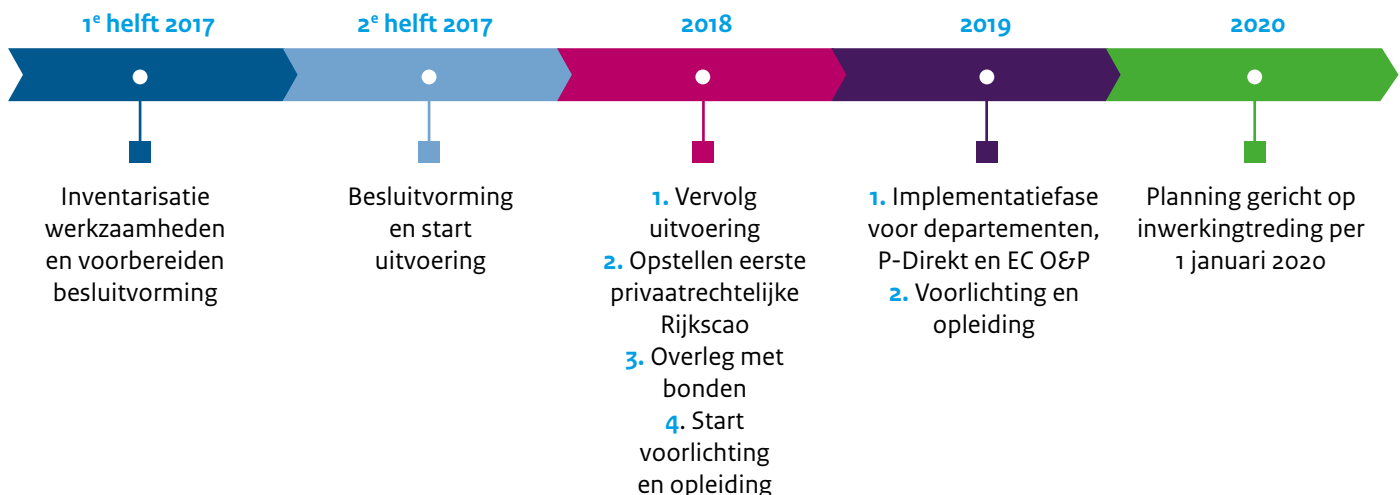 1e helft 2017
2e helft 2017
2018
2019
2020
Inventarisatie
werkzaamheden
en voorbereiden
besluitvorming
Besluitvorming
en start
uitvoering
1. Vervolg
uitvoering
2. Opstellen eerste
privaatrechtelijke
Rijkscao
3. Overleg met
bonden
4. Start
voorlichting
en opleiding
1. Implementatiefase
voor departementen,
P-Direkt en EC O&P
2. Voorlichting en
opleiding
Planning gericht op
inwerkingtreding per
1 januari 2020